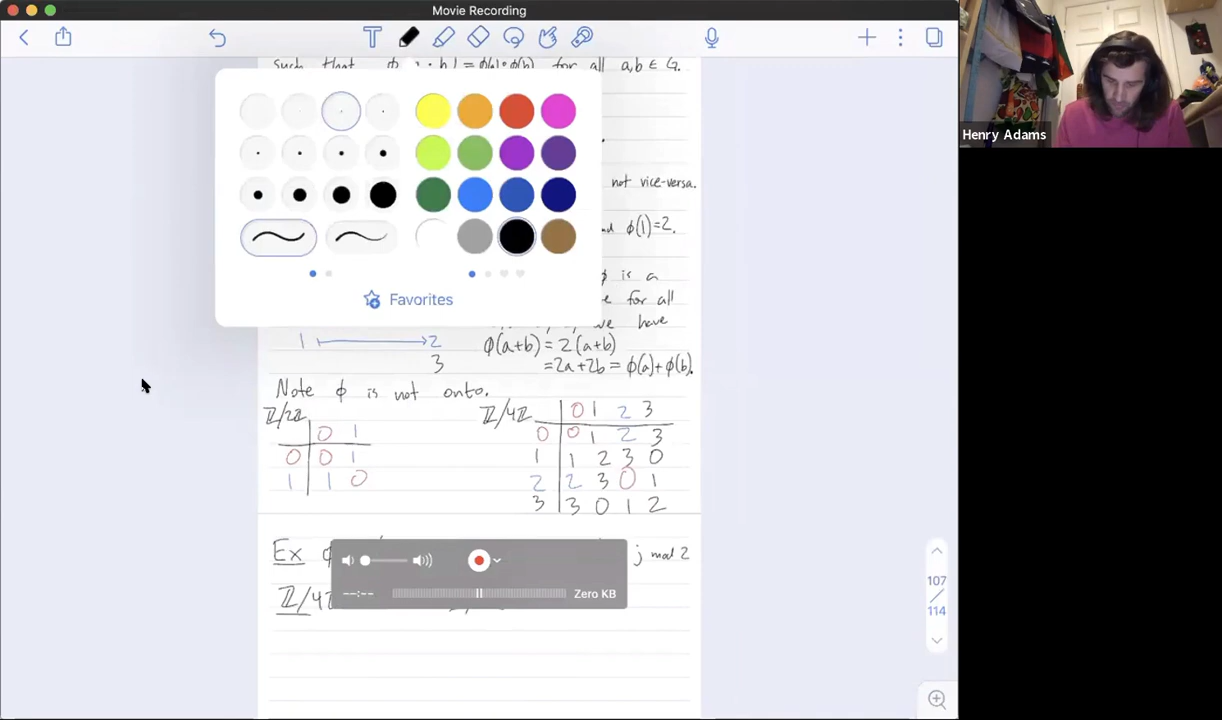 Movie Recording
such that ϕ(a · b) = ϕ(a) ∘ ϕ(b) for all a,b ∈ G.
not vice-versa.
ϕ(1)=2.
ϕ is a
for all
we have
Favorites
1 ↦ 2
3
ϕ(a+b) = 2(a+b)
=2a+2b = ϕ(a)+ϕ(b).
Note ϕ is not onto.
ℤ/2ℤ
0 1
0 0 1
1 1 0
ℤ/4ℤ 0 1 2 3
0 0 1 2 3
1 1 2 3 0
2 2 3 0 1
3 3 0 1 2
Ex ϕ j mod 2
ℤ/4ℤ
--:--
Zero KB
107
114
Henry Adams